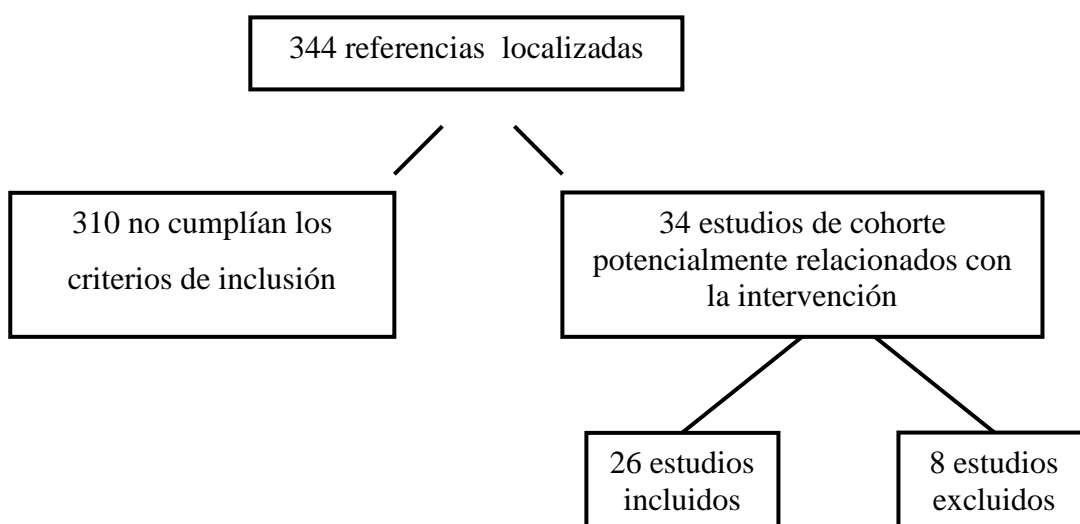 344 referencias localizadas
310 no cumplían los
criterios de inclusión
34 estudios de cohorte
potencialmente relacionados con
la intervención
26 estudios
incluidos
8 estudios
excluidos